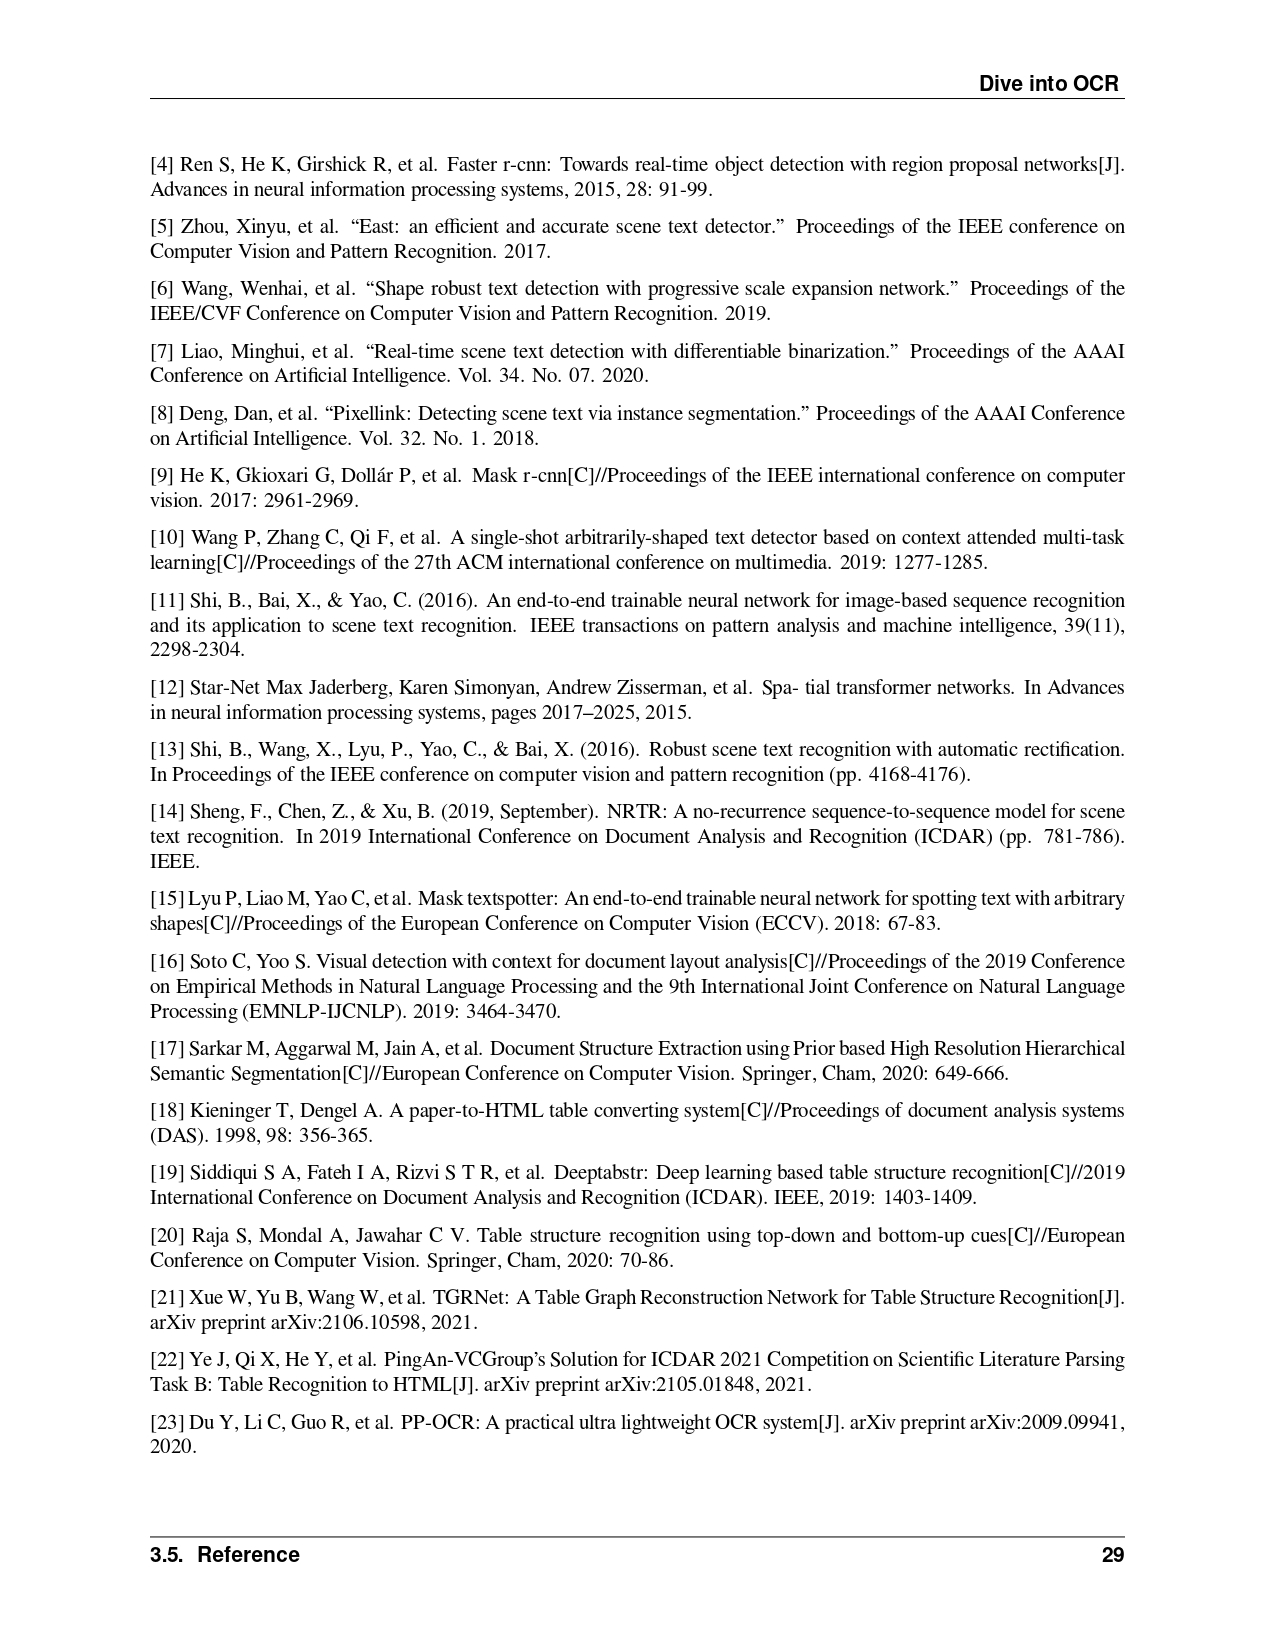 Dive into OCR
[4] Ren S, He K, Girshick R, et al. Faster r-cnn: Towards real-time object detection with region proposal networks[J].
Advances in neural information processing systems, 2015, 28: 91-99.
[5] Zhou, Xinyu, et al. “East: an efficient and accurate scene text detector.” Proceedings of the IEEE conference on
Computer Vision and Pattern Recognition. 2017.
[6] Wang, Wenhai, et al. “Shape robust text detection with progressive scale expansion network.” Proceedings of the
IEEE/CVF Conference on Computer Vision and Pattern Recognition. 2019.
[7] Liao, Minghui, et al. “Real-time scene text detection with differentiable binarization.” Proceedings of the AAAI
Conference on Artificial Intelligence. Vol. 34. No. 07. 2020.
[8] Deng, Dan, et al. “Pixellink: Detecting scene text via instance segmentation.” Proceedings of the AAAI Conference
on Artificial Intelligence. Vol. 32. No. 1. 2018.
[9] He K, Gkioxari G, Dollár P, et al. Mask r-cnn[C]//Proceedings of the IEEE international conference on computer
vision. 2017: 2961-2969.
[10] Wang P, Zhang C, Qi F, et al. A single-shot arbitrarily-shaped text detector based on context attended multi-task
learning[C]//Proceedings of the 27th ACM international conference on multimedia. 2019: 1277-1285.
[11] Shi, B., Bai, X., & Yao, C. (2016). An end-to-end trainable neural network for image-based sequence recognition
and its application to scene text recognition. IEEE transactions on pattern analysis and machine intelligence, 39(11),
2298-2304.
[12] Star-Net Max Jaderberg, Karen Simonyan, Andrew Zisserman, et al. Spa- tial transformer networks. In Advances
in neural information processing systems, pages 2017–2025, 2015.
[13] Shi, B., Wang, X., Lyu, P., Yao, C., & Bai, X. (2016). Robust scene text recognition with automatic rectification.
In Proceedings of the IEEE conference on computer vision and pattern recognition (pp. 4168-4176).
[14] Sheng, F., Chen, Z., & Xu, B. (2019, September). NRTR: A no-recurrence sequence-to-sequence model for scene
text recognition. In 2019 International Conference on Document Analysis and Recognition (ICDAR) (pp. 781-786).
IEEE.
[15] Lyu P, Liao M, Yao C, et al. Mask textspotter: An end-to-end trainable neural network for spotting text with arbitrary
shapes[C]//Proceedings of the European Conference on Computer Vision (ECCV). 2018: 67-83.
[16] Soto C, Yoo S. Visual detection with context for document layout analysis[C]//Proceedings of the 2019 Conference
on Empirical Methods in Natural Language Processing and the 9th International Joint Conference on Natural Language
Processing (EMNLP-IJCNLP). 2019: 3464-3470.
[17] Sarkar M, Aggarwal M, Jain A, et al. Document Structure Extraction using Prior based High Resolution Hierarchical
Semantic Segmentation[C]//European Conference on Computer Vision. Springer, Cham, 2020: 649-666.
[18] Kieninger T, Dengel A. A paper-to-HTML table converting system[C]//Proceedings of document analysis systems
(DAS). 1998, 98: 356-365.
[19] Siddiqui S A, Fateh I A, Rizvi S T R, et al. Deeptabstr: Deep learning based table structure recognition[C]//2019
International Conference on Document Analysis and Recognition (ICDAR). IEEE, 2019: 1403-1409.
[20] Raja S, Mondal A, Jawahar C V. Table structure recognition using top-down and bottom-up cues[C]//European
Conference on Computer Vision. Springer, Cham, 2020: 70-86.
[21] Xue W, Yu B, Wang W, et al. TGRNet: A Table Graph Reconstruction Network for Table Structure Recognition[J].
arXiv preprint arXiv:2106.10598, 2021.
[22] Ye J, Qi X, He Y, et al. PingAn-VCGroup’s Solution for ICDAR 2021 Competition on Scientific Literature Parsing
Task B: Table Recognition to HTML[J]. arXiv preprint arXiv:2105.01848, 2021.
[23] Du Y, Li C, Guo R, et al. PP-OCR: A practical ultra lightweight OCR system[J]. arXiv preprint arXiv:2009.09941,
2020.
3.5. Reference 29